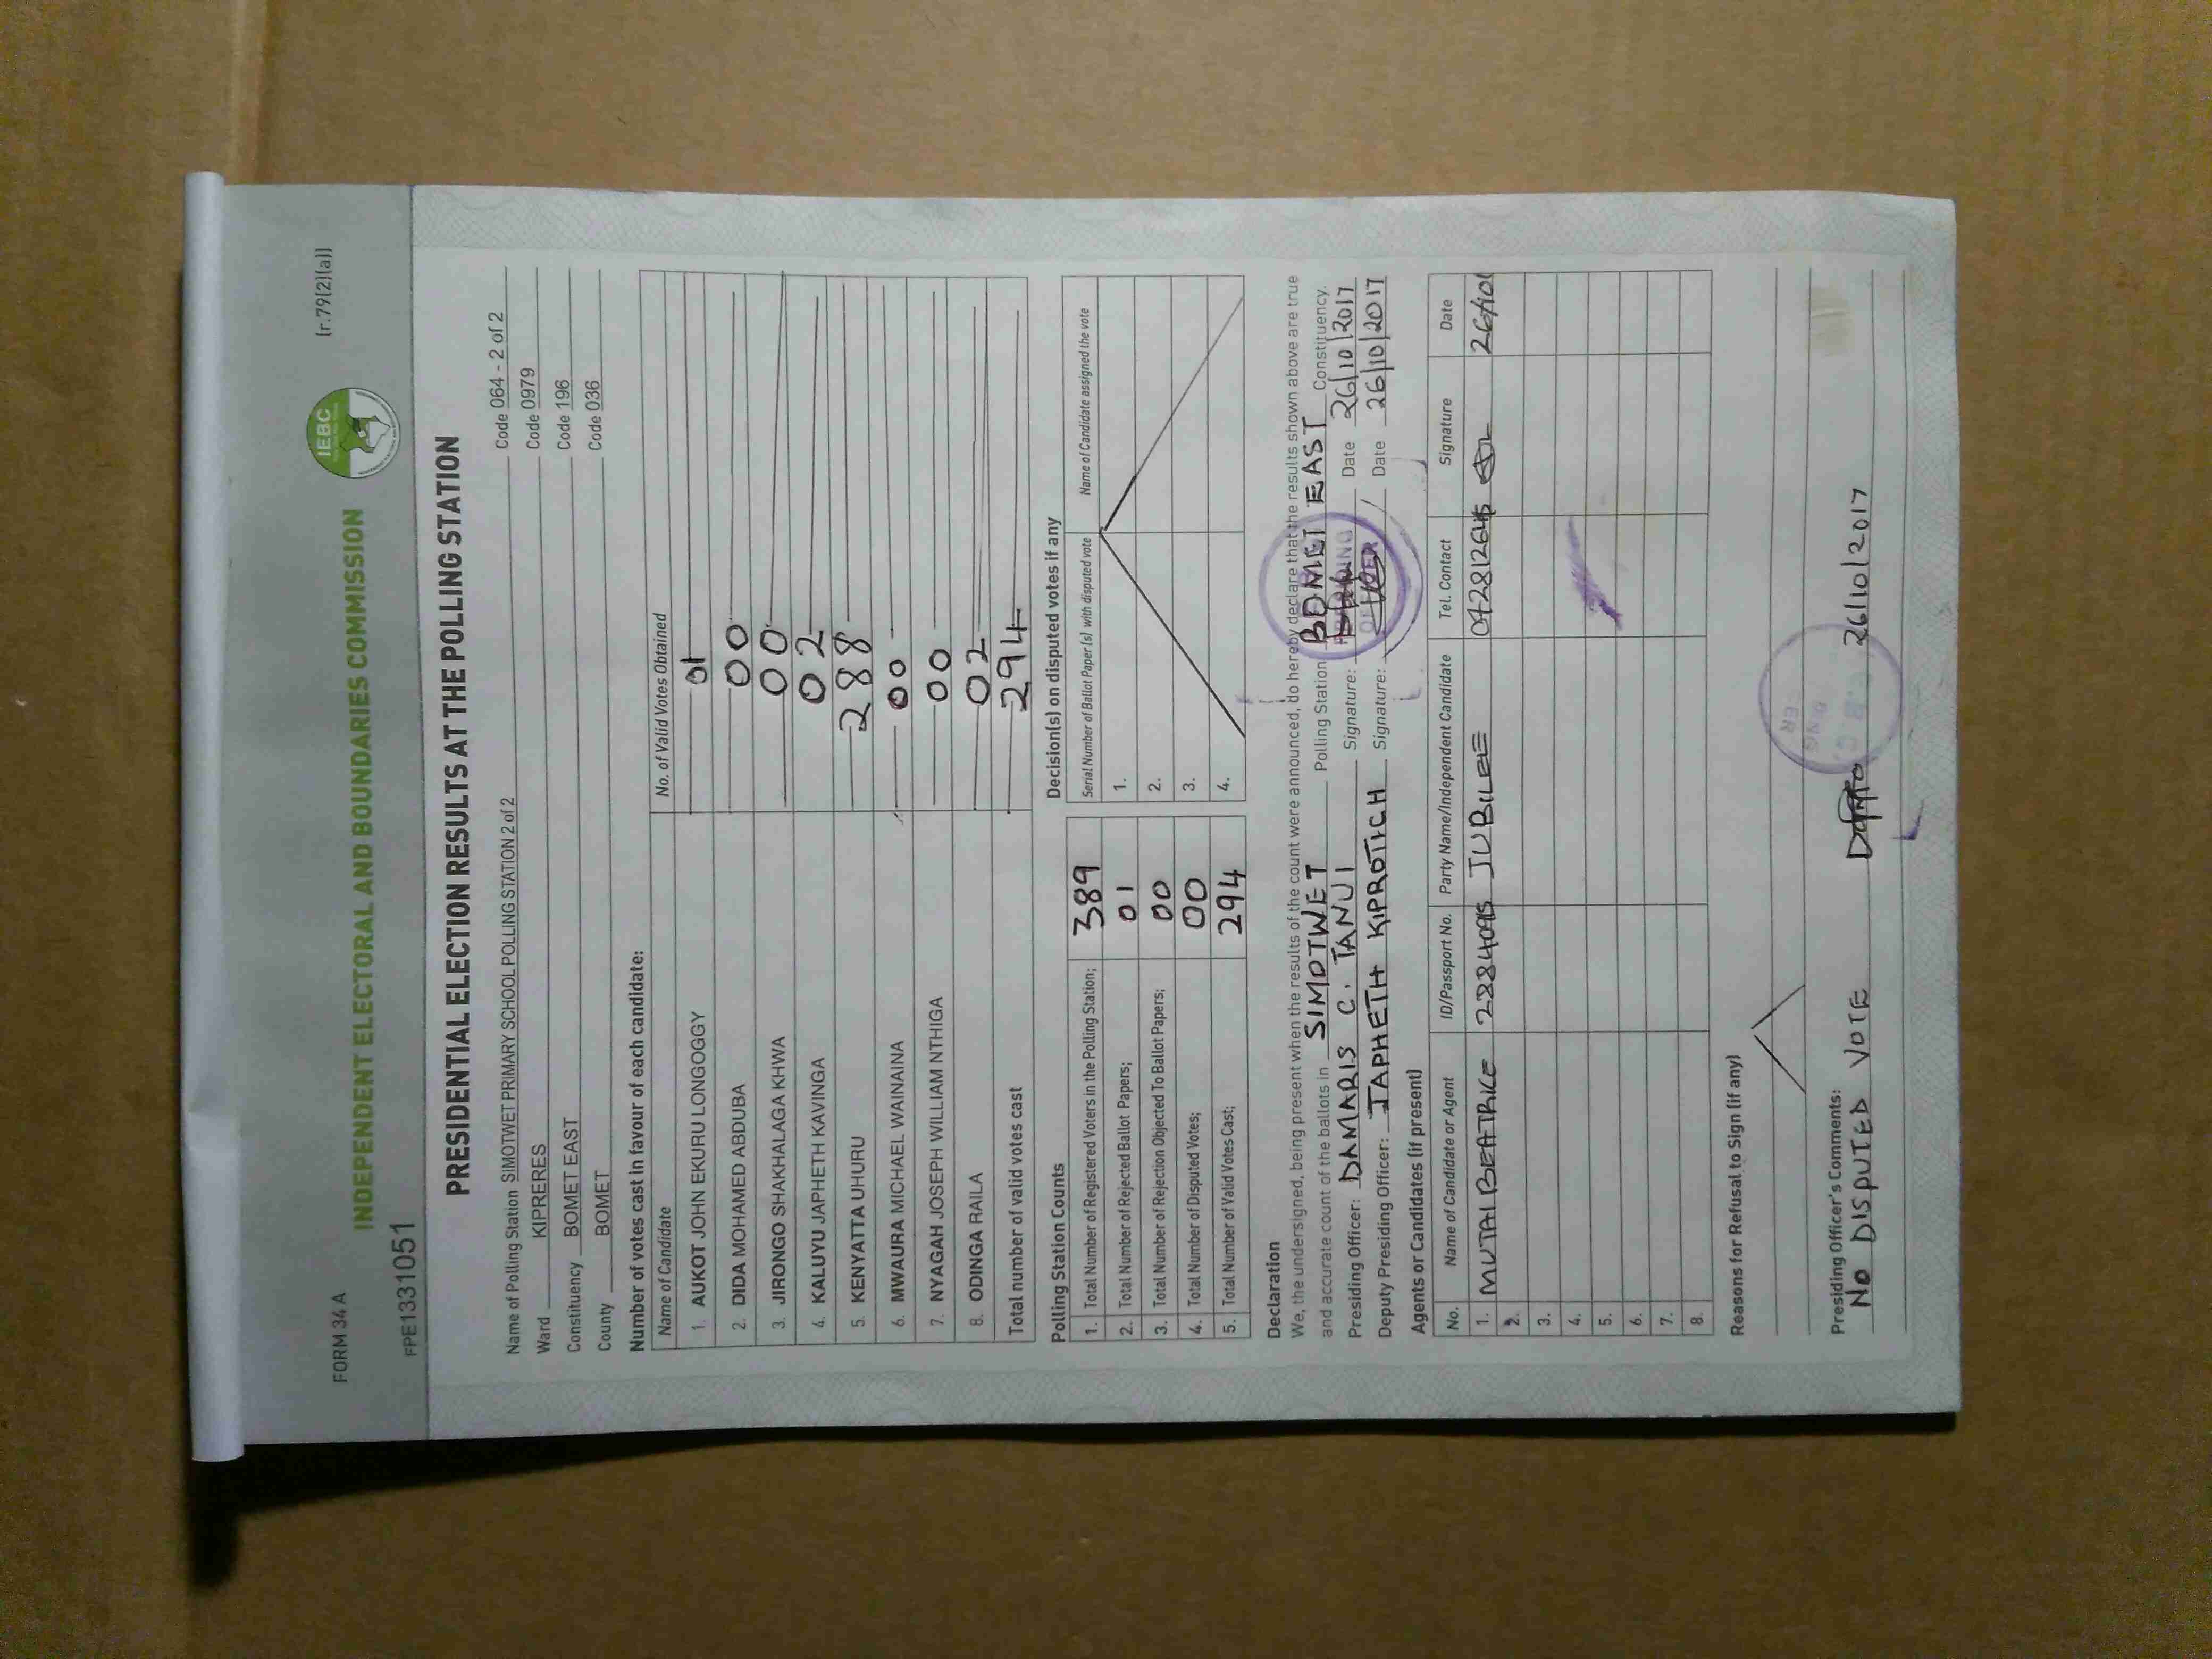 FORM 34 A
(r.79(2)(a))
IEBC
INDEPENDENT ELECTORAL AND BOUNDARIES COMMISSION
FPE1331051
PRESIDENTIAL ELECTION RESULTS AT THE POLLING STATION
Name of Polling Station SIMOTWET PRIMARY SCHOOL POLLING STATION 2 of 2 Code 064 - 2 of 2
Ward KIPRERES Code 0979
Constituency BOMET EAST Code 196
County BOMET Code 036
Number of votes cast in favour of each candidate:
Name of Candidate No. of Valid Votes Obtained
1. AUKOT JOHN EKURU LONGOGGY 01
2. DIDA MOHAMED ABDUBA 00
3. JIRONGO SHAKHALAGA KHWA 00
4. KALUYU JAPHETH KAVINGA 02
5. KENYATTA UHURU 288
6. MWAURA MICHAEL WAINAINA 00
7. NYAGAH JOSEPH WILLIAM NTHIGA 00
8. ODINGA RAILA 02
Total number of valid votes cast 294
Polling Station Counts
1. Total Number of Registered Voters in the Polling Station; 389
2. Total Number of Rejected Ballot Papers; 01
3. Total Number of Rejection Objected To Ballot Papers; 00
4. Total Number of Disputed Votes; 00
5. Total Number of Valid Votes Cast; 294
Decision(s) on disputed votes if any
Serial Number of Ballot Paper (s) with disputed vote Name of Candidate assigned the vote
1.
2.
3.
4.
Declaration
We, the undersigned, being present when the results of the count were announced, do hereby declare that the results shown above are true
and accurate count of the ballots in SIMOTWET Polling Station BOMET EAST Constituency.
Presiding Officer: DAMARIS C. TANUI Signature: Date 26/10/2017
Deputy Presiding Officer: JAPHETH KIPROTICH Signature: Date 26/10/2017
Agents or Candidates (if present)
No. Name of Candidate or Agent ID/Passport No. Party Name/Independent Candidate Tel. Contact Signature Date
1. MUTAI BEATRICE JUBILEE
2.
3.
4.
5.
6.
7.
8.
Reasons for Refusal to Sign (if any)
Presiding Officer's Comments:
NO DISPUTED VOTE 26/10/2017